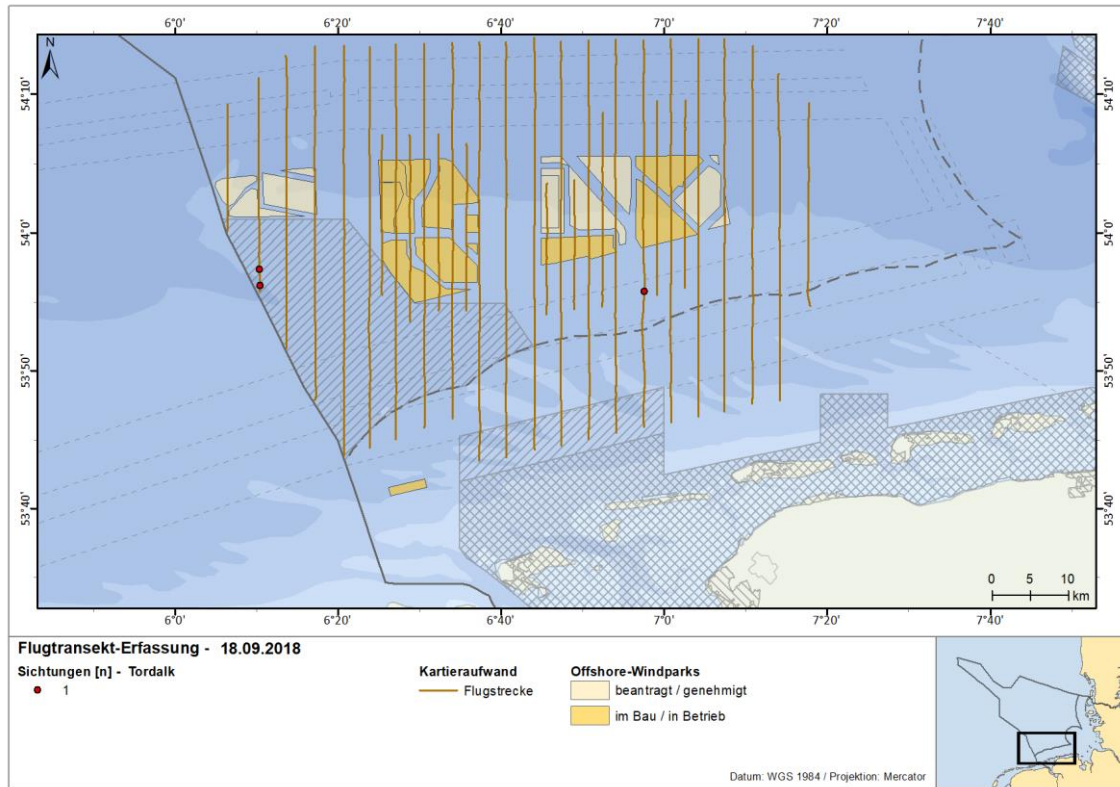 6°0' 6°20' 6°40' 7°0' 7°20' 7°40'
N
54°10' 54°10'
54°0' 54°0'
53°50' 53°50'
53°40' 53°40'
0 5 10
km
6°0' 6°20' 6°40' 7°0' 7°20' 7°40'
Flugtransekt-Erfassung - 18.09.2018
Sichtungen [n] - Tordalk Kartieraufwand Offshore-Windparks
1 Flugstrecke beantragt / genehmigt
im Bau / in Betrieb
Datum: WGS 1984 / Projektion: Mercator